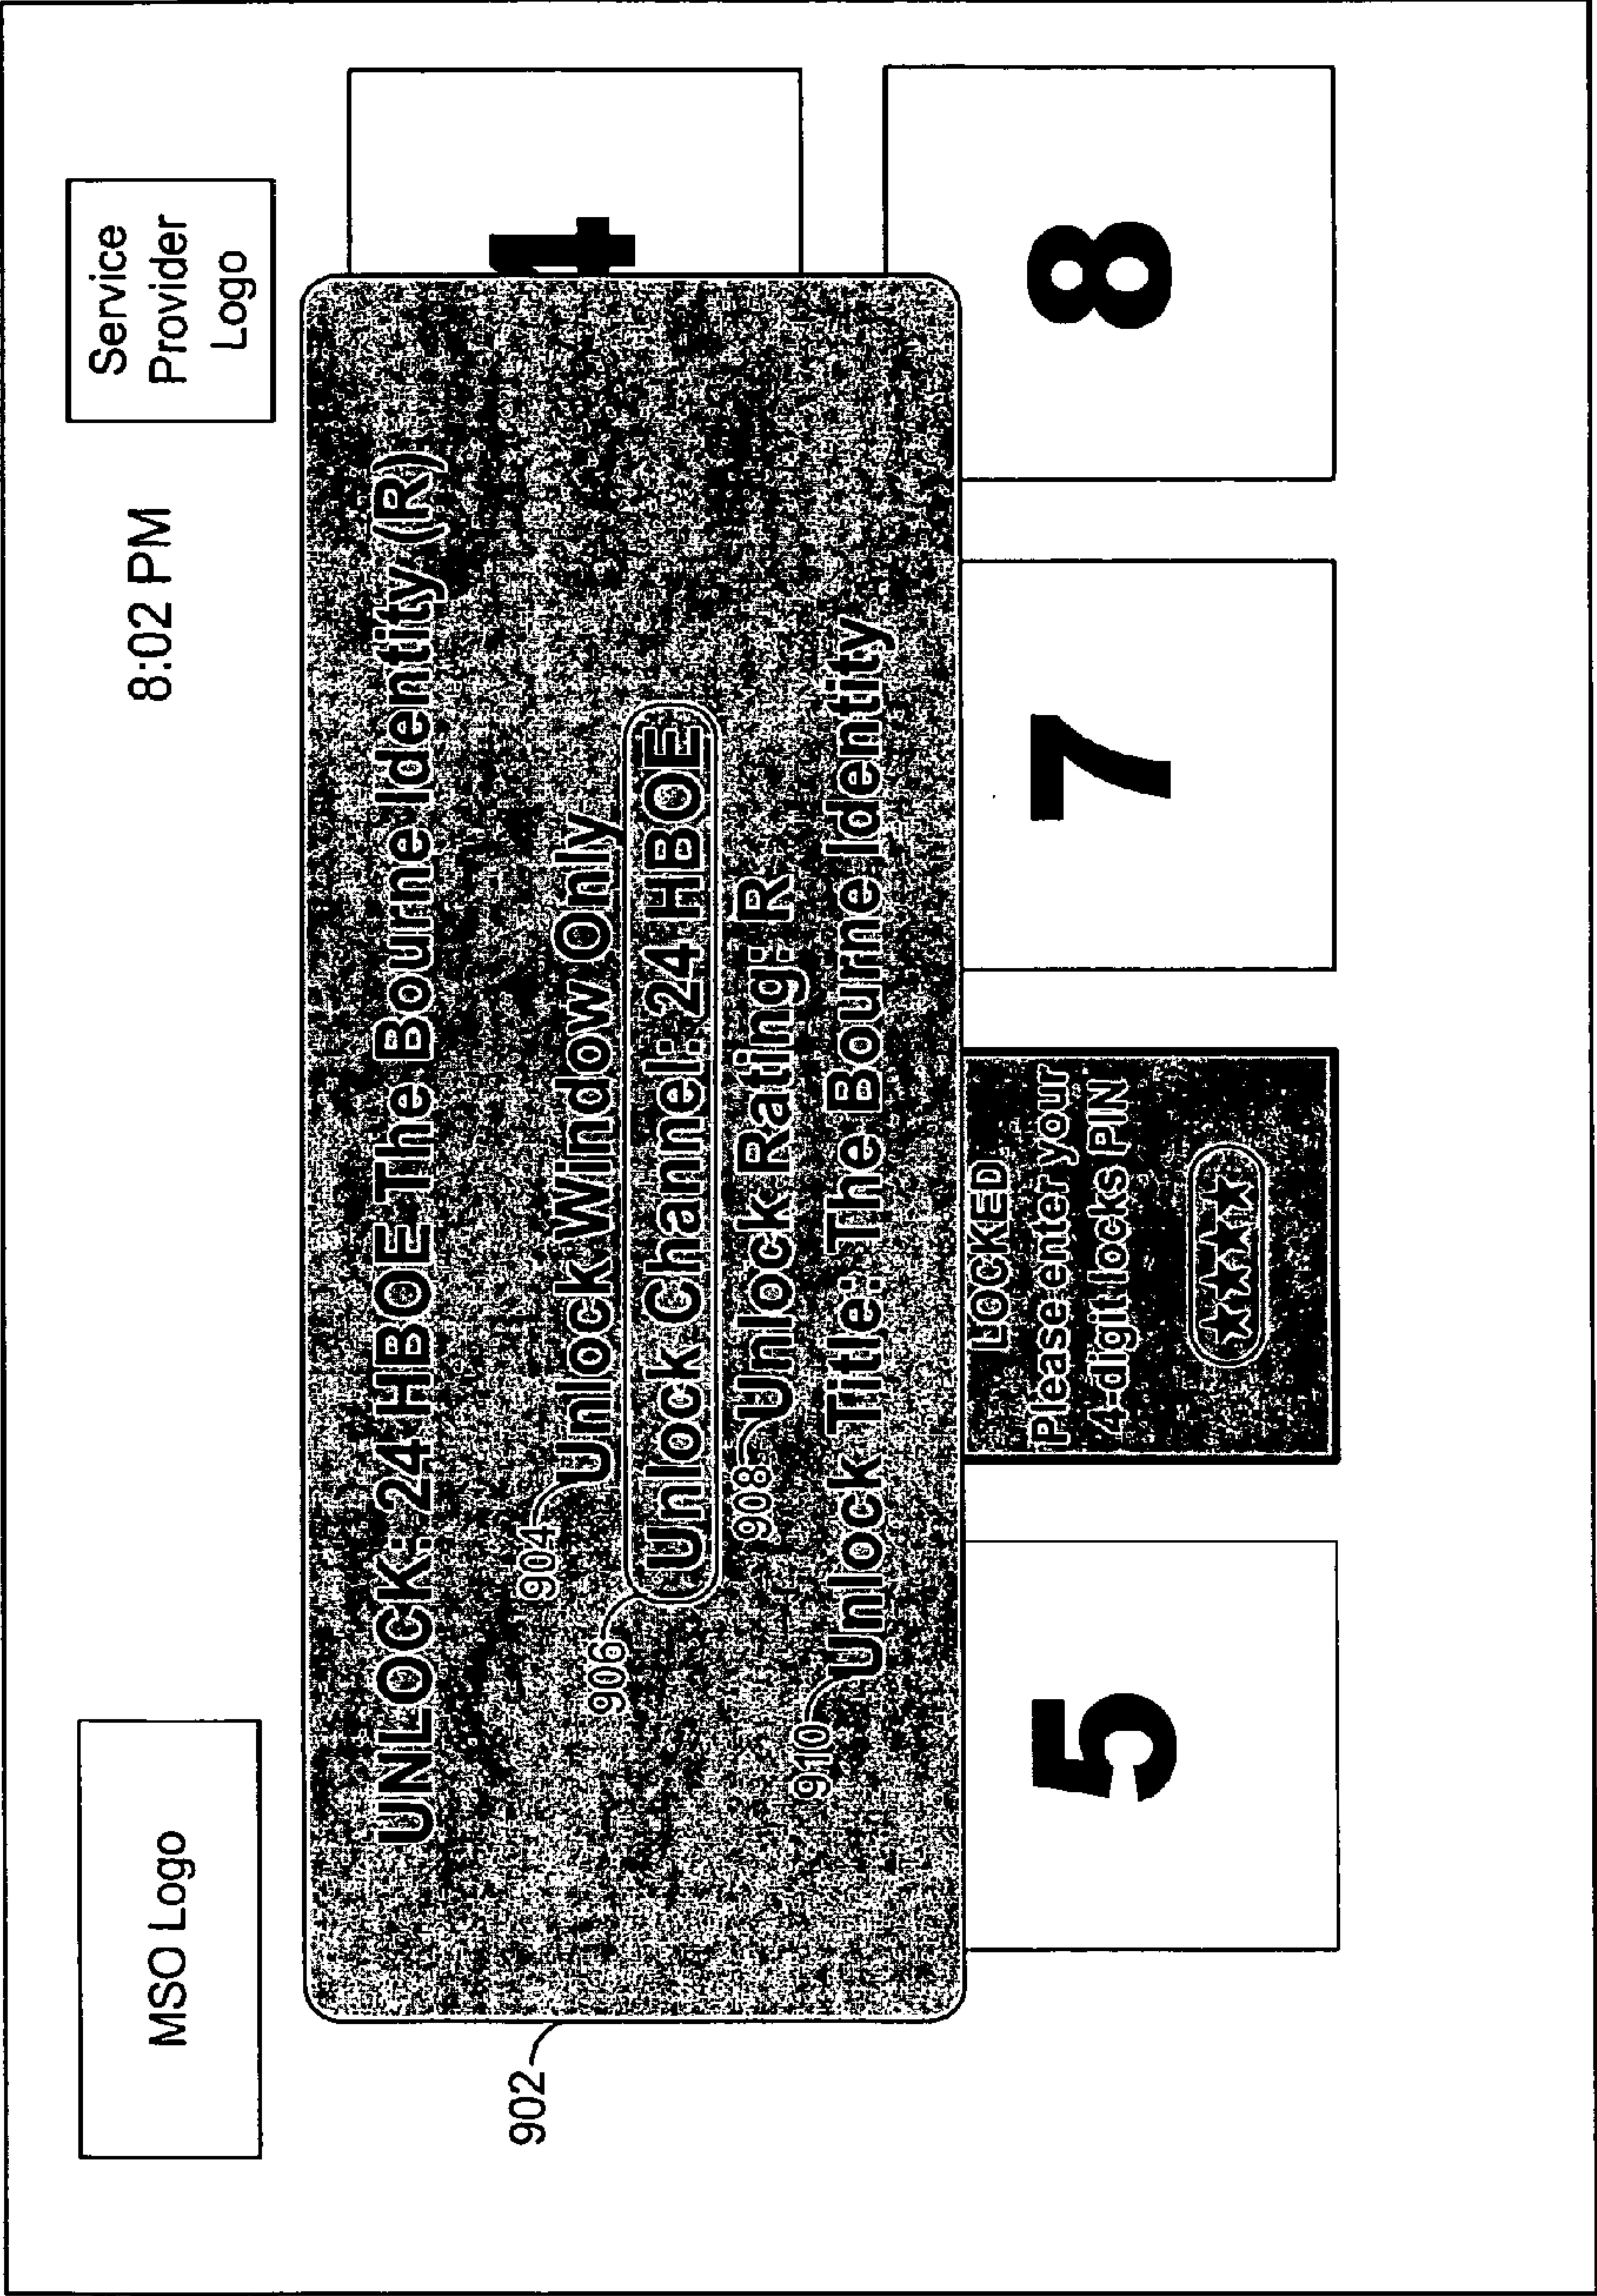 MSO Logo
8:02 PM
Service
Provider
Logo
UNLOCK: 24 HBOE The Bourne Identity (R)
904
Unlock Window Only
906
Unlock Channel: 24 HBOE
908
Unlock Rating: R
910
Unlock Title: The Bourne Identity
902
4
5
LOCKED
Please enter your
4-digit locks PIN
★★★★
7
8